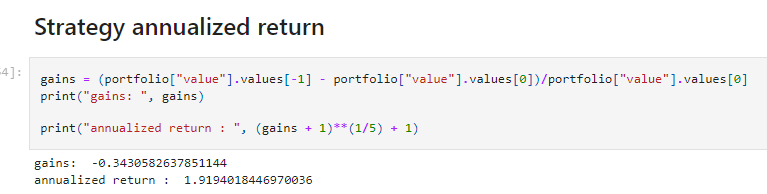 Strategy annualized return
4]:
gains = (portfolio["value"].values[-1] - portfolio["value"].values[0])/portfolio["value"].values[0]
print("gains: ", gains)
print("annualized return : ", (gains + 1)**(1/5) + 1)
gains:  -0.3430582637851144
annualized return :  1.9194018446970036